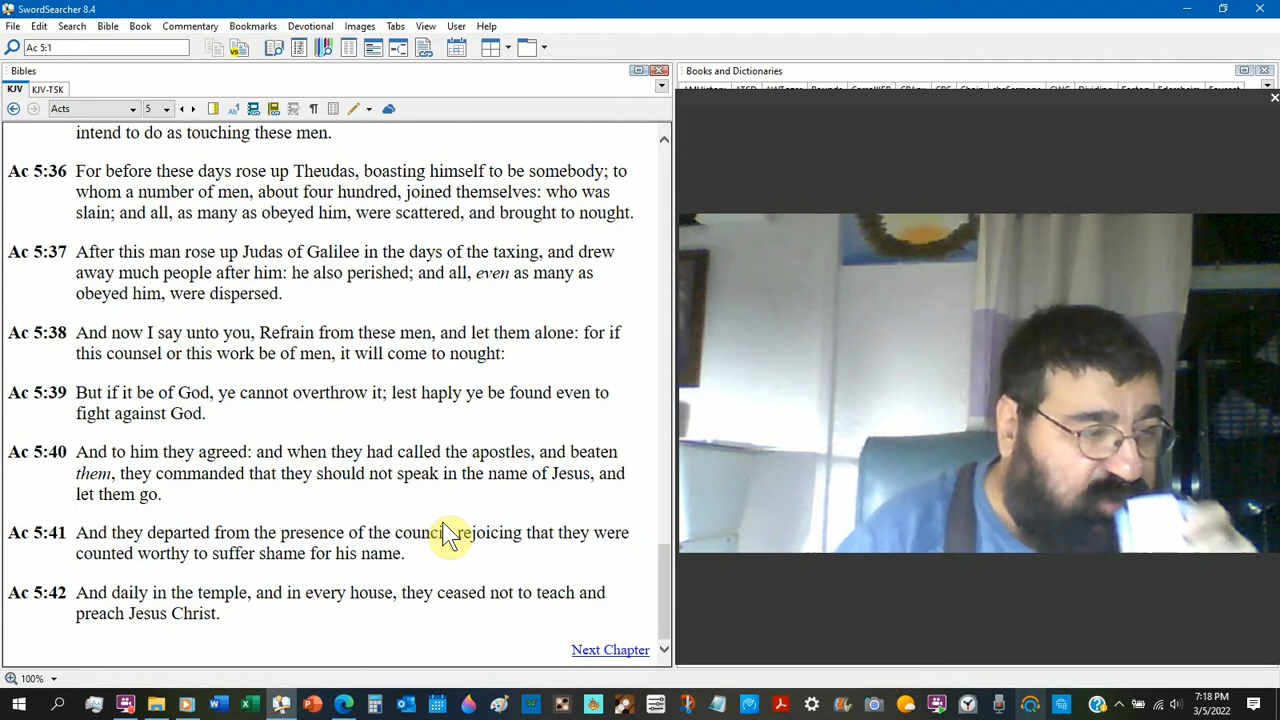 SwordSearcher 8.4
File Edit Search Bible Book Commentary Bookmarks Devotional Images Tabs View User Help
Ac 5:1
Bibles
Books and Dictionaries
KJV KJV-TSK
Acts 5
intend to do as touching these men.
Ac 5:36 For before these days rose up Theudas, boasting himself to be somebody; to
whom a number of men, about four hundred, joined themselves: who was
slain; and all, as many as obeyed him, were scattered, and brought to nought.
Ac 5:37 After this man rose up Judas of Galilee in the days of the taxing, and drew
away much people after him: he also perished; and all, even as many as
obeyed him, were dispersed.
Ac 5:38 And now I say unto you, Refrain from these men, and let them alone: for if
this counsel or this work be of men, it will come to nought:
Ac 5:39 But if it be of God, ye cannot overthrow it; lest haply ye be found even to
fight against God.
Ac 5:40 And to him they agreed: and when they had called the apostles, and beaten
them, they commanded that they should not speak in the name of Jesus, and
let them go.
Ac 5:41 And they departed from the presence of the council, rejoicing that they were
counted worthy to suffer shame for his name.
Ac 5:42 And daily in the temple, and in every house, they ceased not to teach and
preach Jesus Christ.
Next Chapter
100%
7:18 PM
3/5/2022